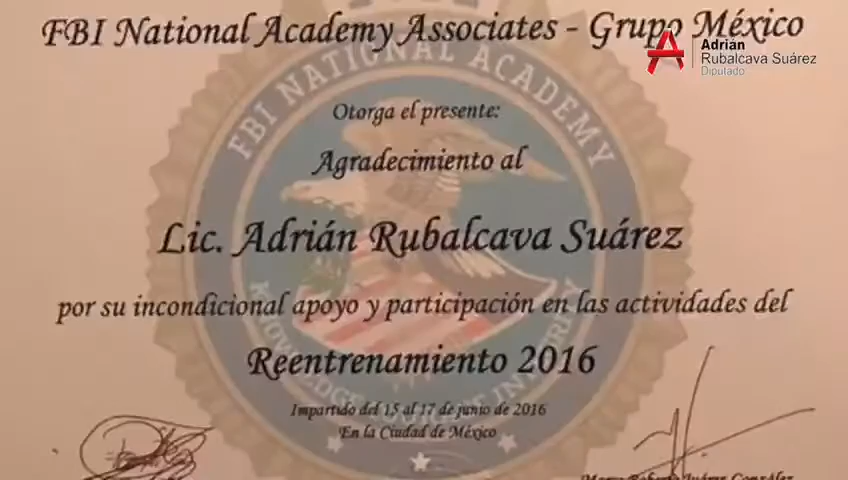 FBI National Academy Associates - Grupo México
Adrián
Rubalcava Suárez
Diputado
FBI NATIONAL ACADEMY
Otorga el presente:
Agradecimiento al
Lic. Adrián Rubalcava Suárez
por su incondicional apoyo y participación en las actividades del
Reentrenamiento 2016
Impartido del 15 al 17 de junio de 2016
En la Ciudad de México